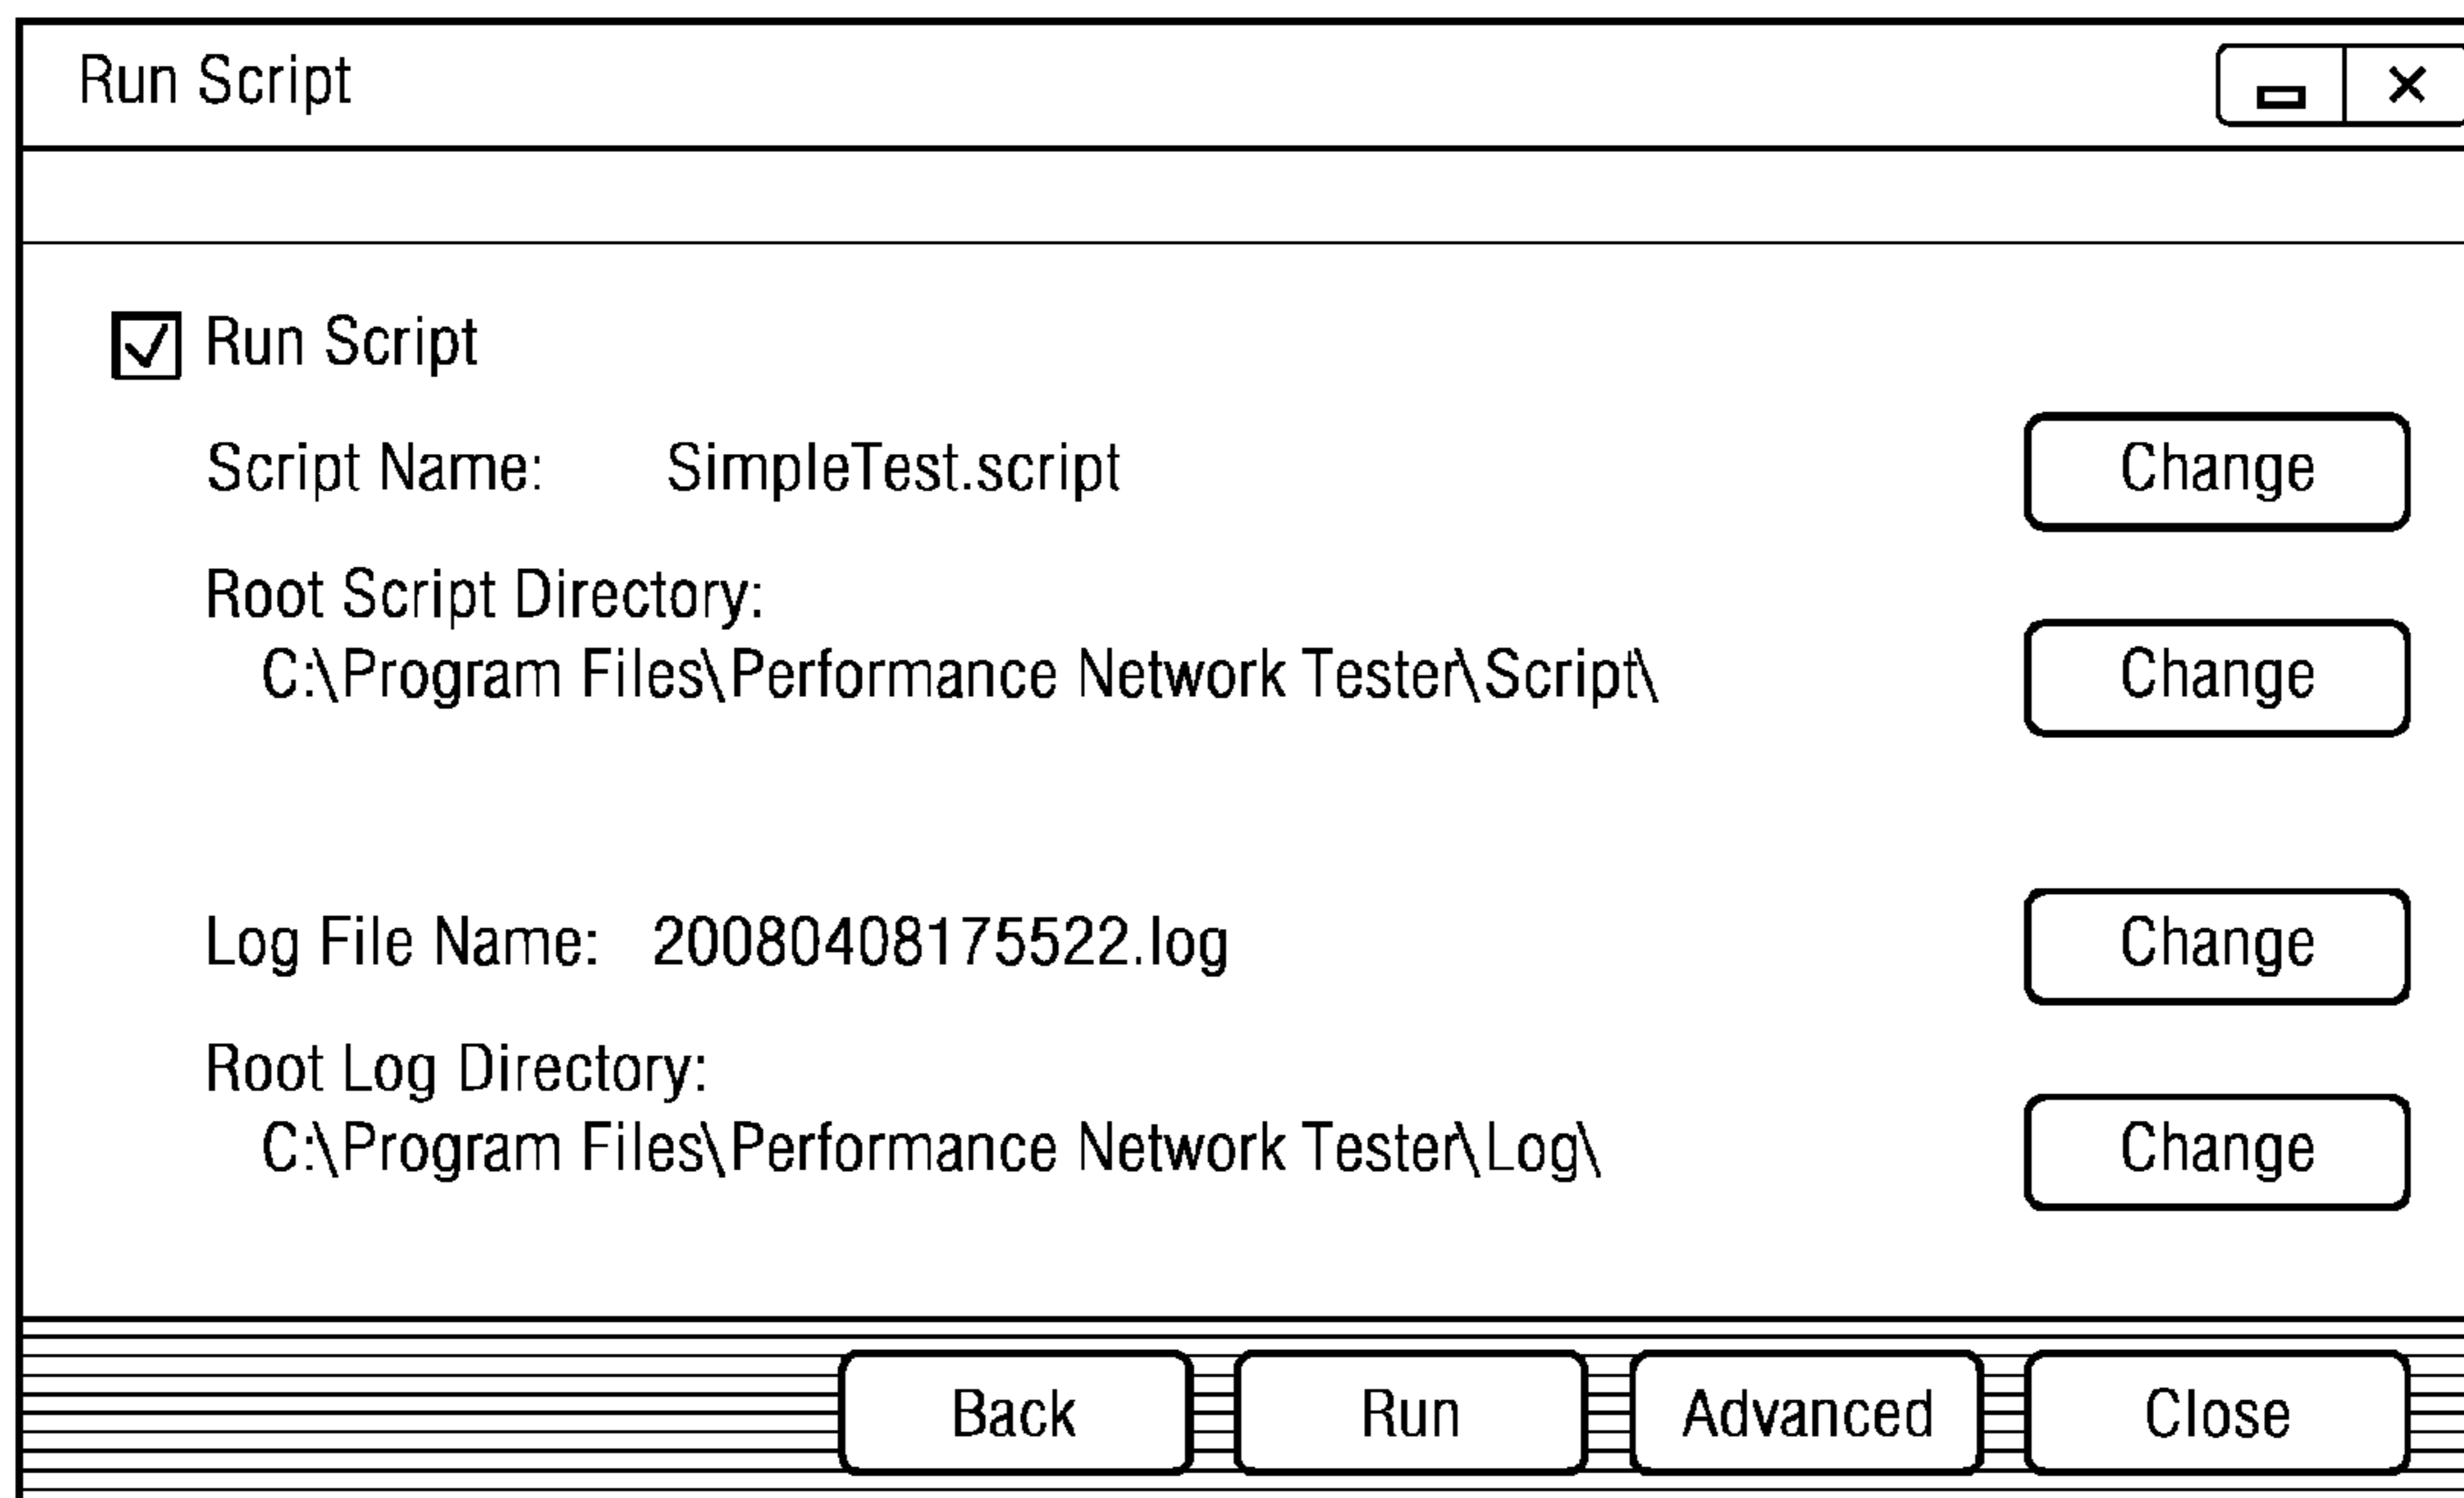 Run Script
Run Script
Script Name: SimpleTest.script Change
Root Script Directory:
C:\Program Files\Performance Network Tester\Script\ Change
Log File Name: 20080408175522.log Change
Root Log Directory:
C:\Program Files\Performance Network Tester\Log\ Change
Back Run Advanced Close